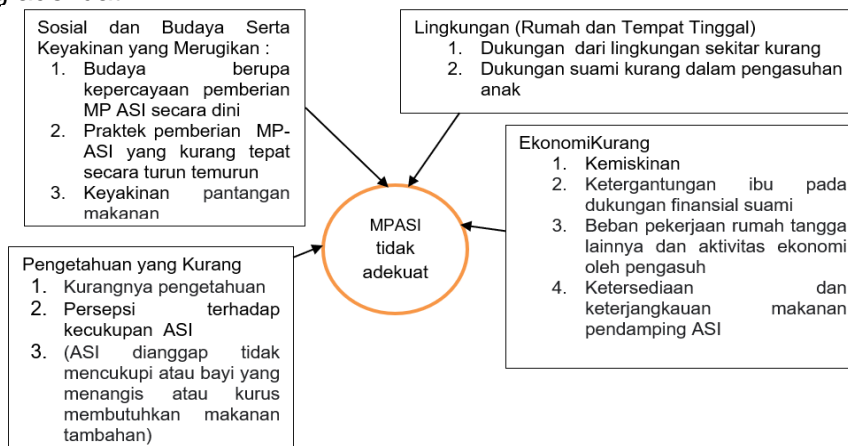 Sosial dan Budaya Serta
Keyakinan yang Merugikan :
1. Budaya berupa
kepercayaan pemberian
MP ASI secara dini
2. Praktek pemberian MP-
ASI yang kurang tepat
secara turun temurun
3. Keyakinan pantangan
makanan
Lingkungan (Rumah dan Tempat Tinggal)
1. Dukungan dari lingkungan sekitar kurang
2. Dukungan suami kurang dalam pengasuhan
anak
EkonomiKurang
1. Kemiskinan
2. Ketergantungan ibu pada
dukungan finansial suami
3. Beban pekerjaan rumah tangga
lainnya dan aktivitas ekonomi
oleh pengasuh
4. Ketersediaan dan
keterjangkauan makanan
pendamping ASI
MPASI
tidak
adekuat
Pengetahuan yang Kurang
1. Kurangnya pengetahuan
2. Persepsi terhadap
kecukupan ASI
3. (ASI dianggap tidak
mencukupi atau bayi yang
menangis atau kurus
membutuhkan makanan
tambahan)